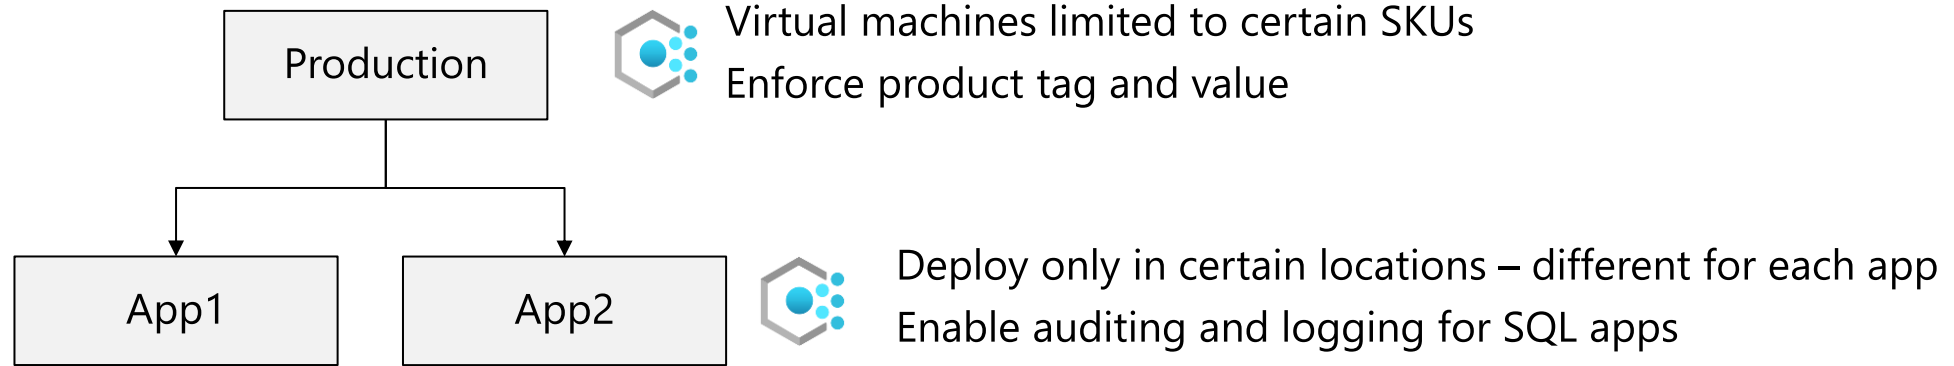 Production
Virtual machines limited to certain SKUs
Enforce product tag and value
App1
App2
Deploy only in certain locations – different for each app
Enable auditing and logging for SQL apps